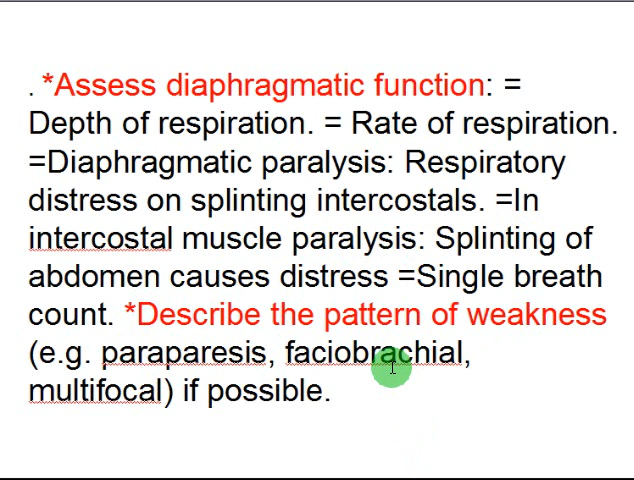 . *Assess diaphragmatic function: =
Depth of respiration. = Rate of respiration.
=Diaphragmatic paralysis: Respiratory
distress on splinting intercostals. =In
intercostal muscle paralysis: Splinting of
abdomen causes distress =Single breath
count. *Describe the pattern of weakness
(e.g. paraparesis, faciobrachial,
multifocal) if possible.